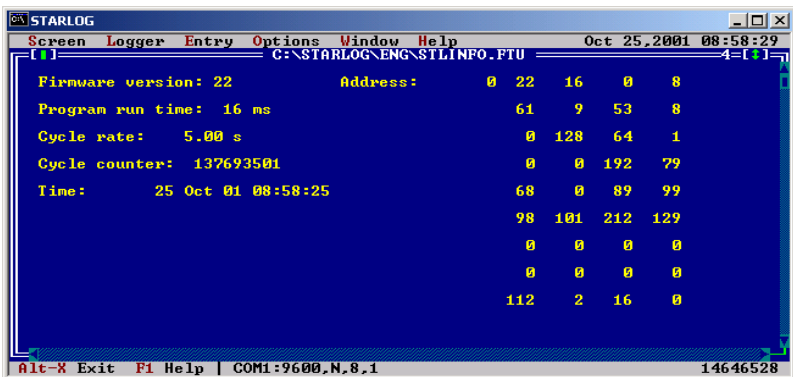 STARLOG
Screen Logger Entry Options Window Help Oct 25,2001 08:58:29
[▮] C:\STARLOG\ENG\STLINFO.FTU 4=[↕]
Firmware version: 22 Address: 0 22 16 0 8
Program run time: 16 ms 61 9 53 8
Cycle rate: 5.00 s 0 128 64 1
Cycle counter: 137693501 0 0 192 79
Time: 25 Oct 01 08:58:25 68 0 89 99
98 101 212 129
0 0 0 0
0 0 0 0
112 2 16 0
Alt-X Exit F1 Help | COM1:9600,N,8,1 14646528